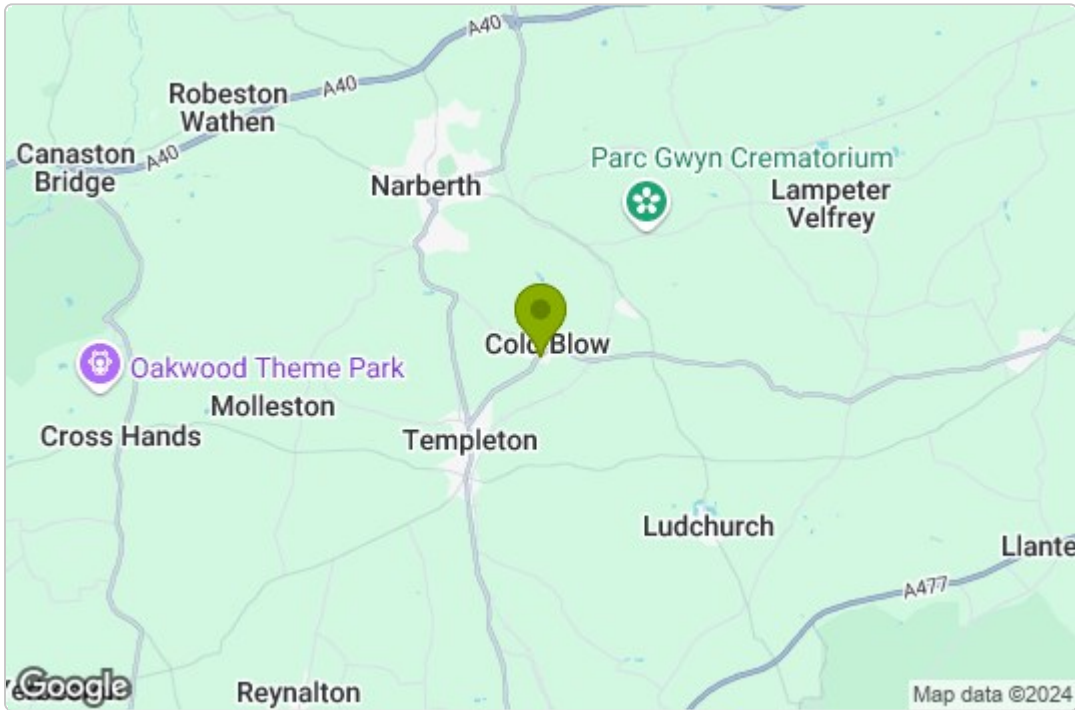 A40
A40
Robeston
Wathen
A40
Canaston
Bridge
Narberth
Parc Gwyn Crematorium
Lampeter
Velfrey
Cold Blow
Oakwood Theme Park
Molleston
Cross Hands
Templeton
Ludchurch
Llante
A477
Google
Reynalton
Map data ©2024